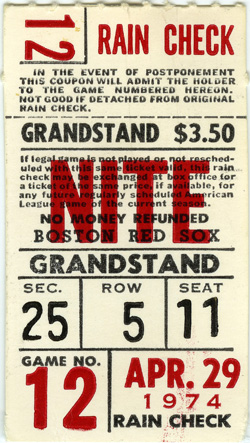 12 RAIN CHECK
IN THE EVENT OF POSTPONEMENT
THIS COUPON WILL ADMIT THE HOLDER
TO THE GAME NUMBERED HEREON.
NOT GOOD IF DETACHED FROM ORIGINAL
RAIN CHECK.
GRANDSTAND $3.50
If legal game is not played or not resched-
uled with this same ticket valid, this rain
check may be exchanged at box office for
a ticket of the same price, if available, for
any future regularly scheduled American
League game of the current season.
NITE
NO MONEY REFUNDED
BOSTON RED SOX
GRANDSTAND
SEC. ROW SEAT
25 5 11
GAME NO.
12
APR. 29
1974
RAIN CHECK